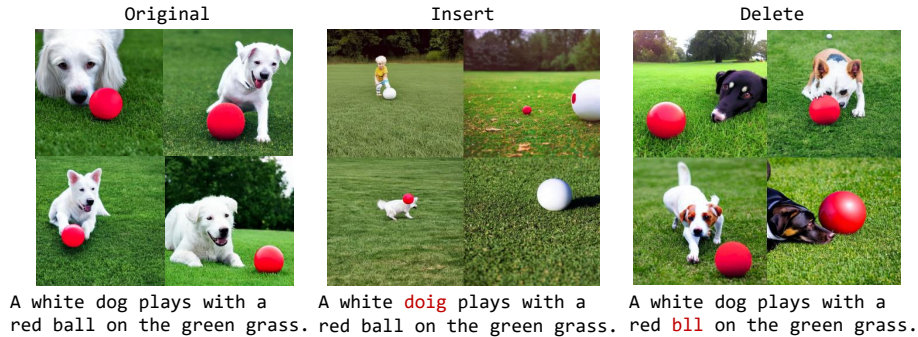 Original
Insert
Delete
A white dog plays with a
red ball on the green grass.
A white doig plays with a
red ball on the green grass.
A white dog plays with a
red bll on the green grass.